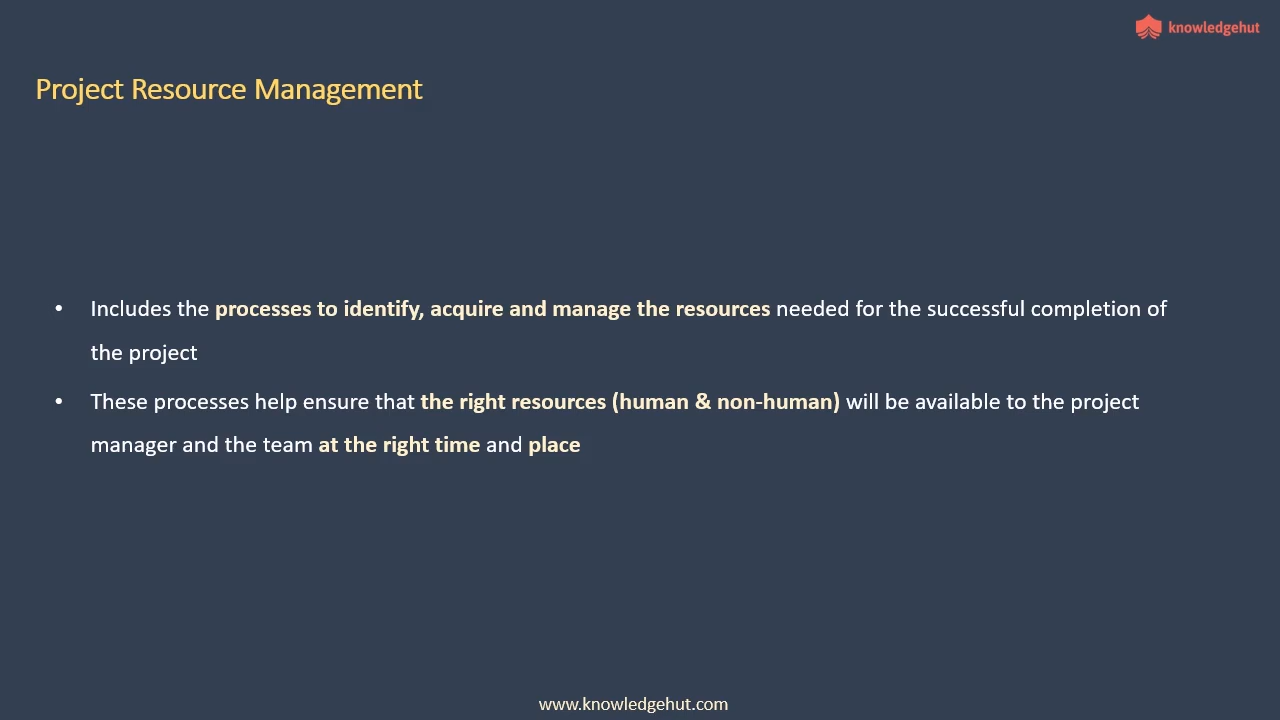 knowledgehut
Project Resource Management
• Includes the processes to identify, acquire and manage the resources needed for the successful completion of
the project
• These processes help ensure that the right resources (human & non-human) will be available to the project
manager and the team at the right time and place
www.knowledgehut.com